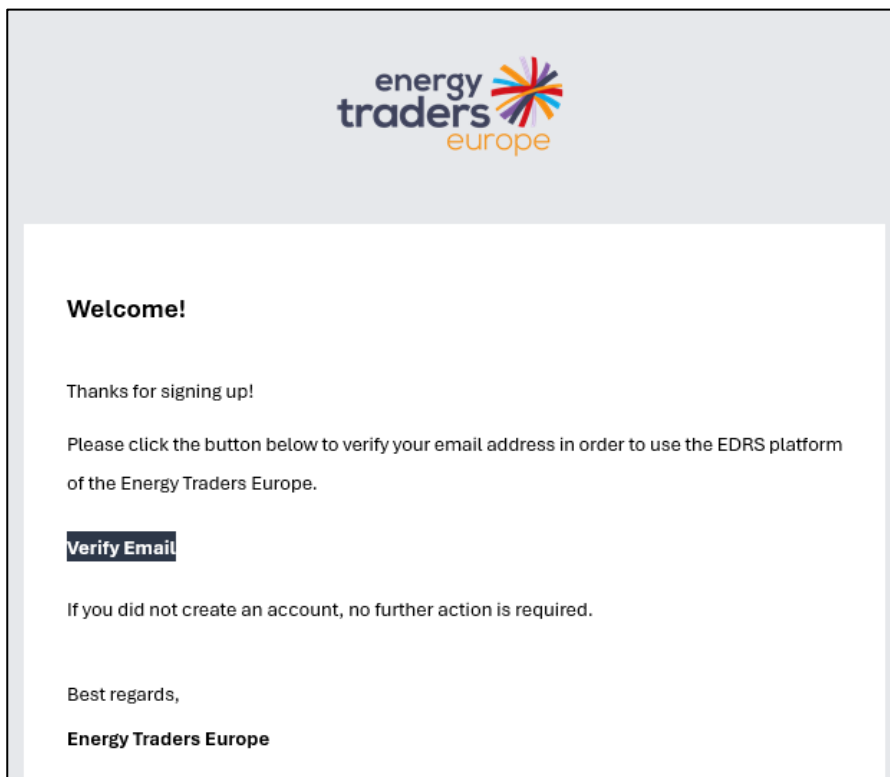 energy
traders
europe
Welcome!
Thanks for signing up!
Please click the button below to verify your email address in order to use the EDRS platform
of the Energy Traders Europe.
Verify Email
If you did not create an account, no further action is required.
Best regards,
Energy Traders Europe